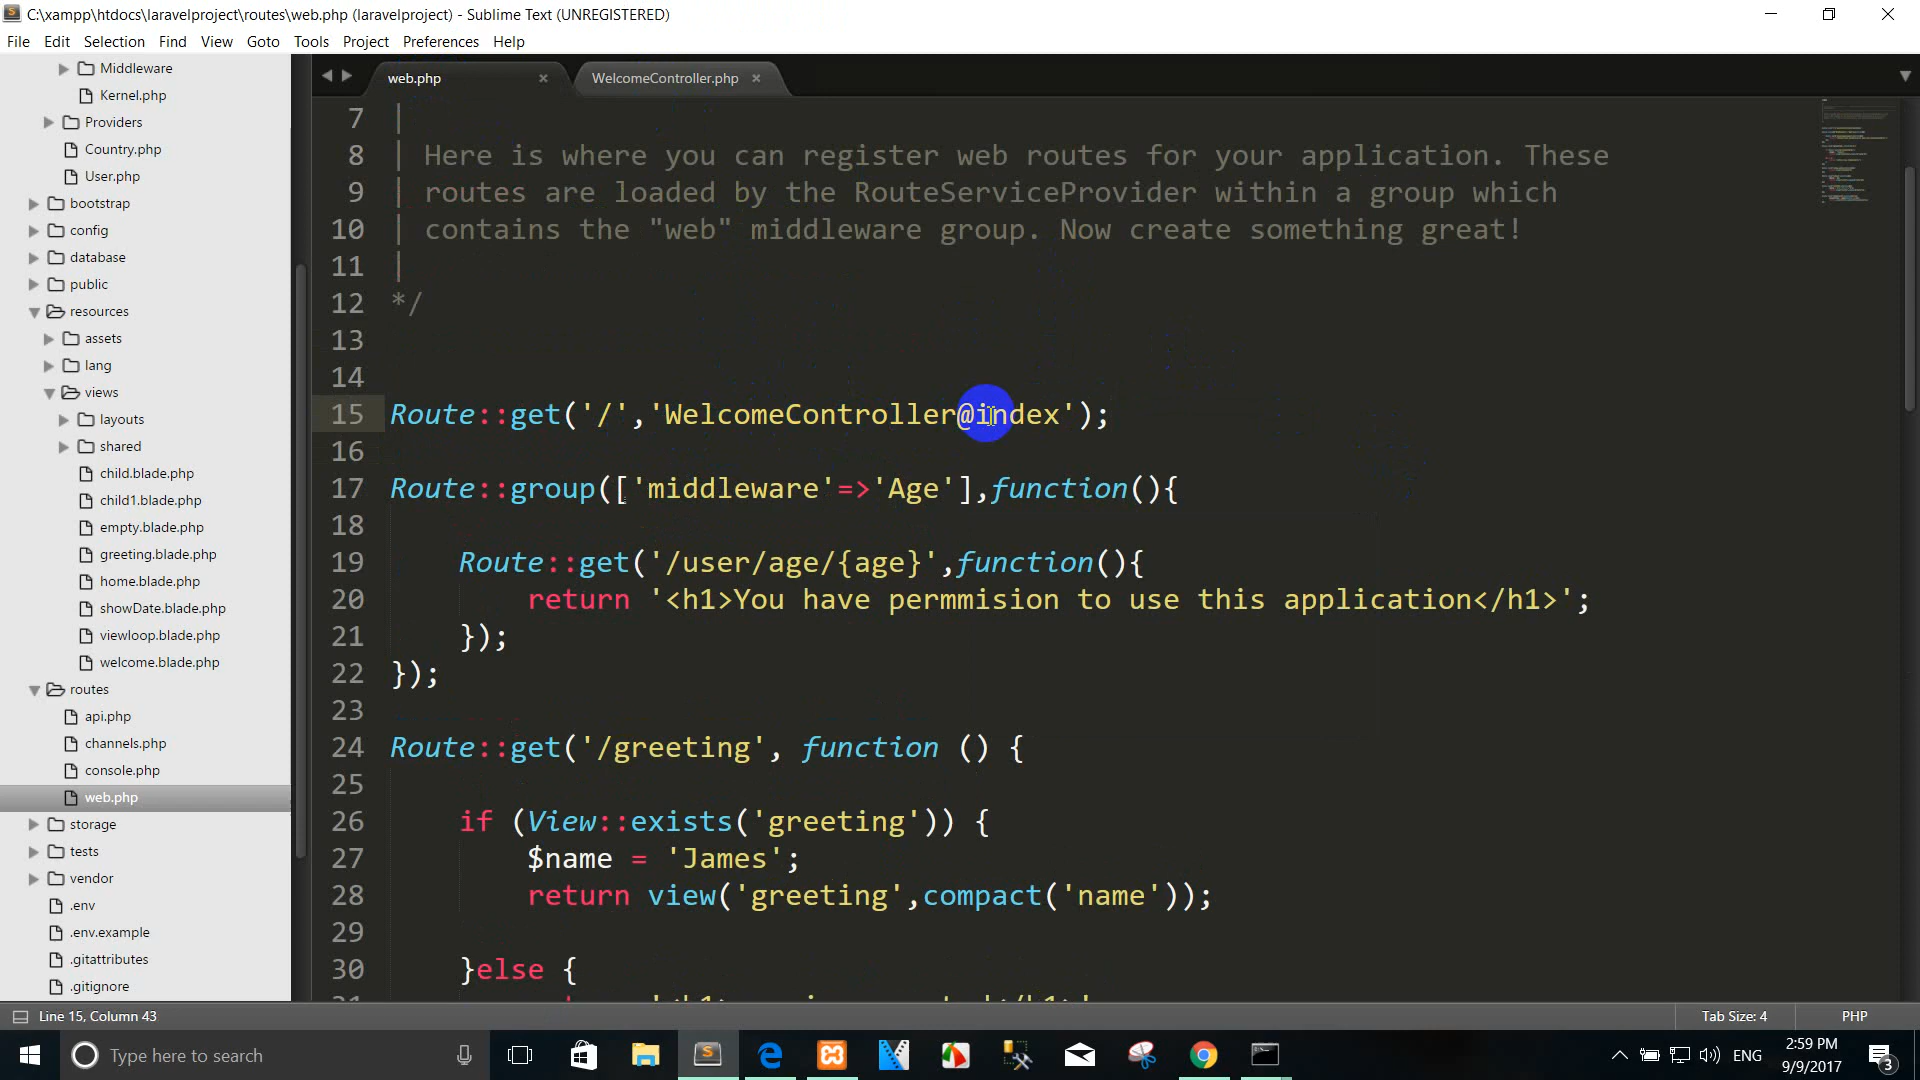 C:\xampp\htdocs\laravelproject\routes\web.php (laravelproject) - Sublime Text (UNREGISTERED)
File Edit Selection Find View Goto Tools Project Preferences Help
Middleware
Kernel.php
Providers
Country.php
User.php
bootstrap
config
database
public
resources
assets
lang
views
layouts
shared
child.blade.php
child1.blade.php
empty.blade.php
greeting.blade.php
home.blade.php
showDate.blade.php
viewloop.blade.php
welcome.blade.php
routes
api.php
channels.php
console.php
web.php
storage
tests
vendor
.env
.env.example
.gitattributes
.gitignore
web.php WelcomeController.php
7 |
8 | Here is where you can register web routes for your application. These
9 | routes are loaded by the RouteServiceProvider within a group which
10 | contains the "web" middleware group. Now create something great!
11 |
12 */
13
14
15 Route::get('/','WelcomeController@index');
16
17 Route::group(['middleware'=>'Age'],function(){
18
19 Route::get('/user/age/{age}',function(){
20 return '<h1>You have permmision to use this application</h1>';
21 });
22 });
23
24 Route::get('/greeting', function () {
25
26 if (View::exists('greeting')) {
27 $name = 'James';
28 return view('greeting',compact('name'));
29
30 }else {
Line 15, Column 43
Tab Size: 4
PHP
Type here to search
ENG
2:59 PM
9/9/2017
3